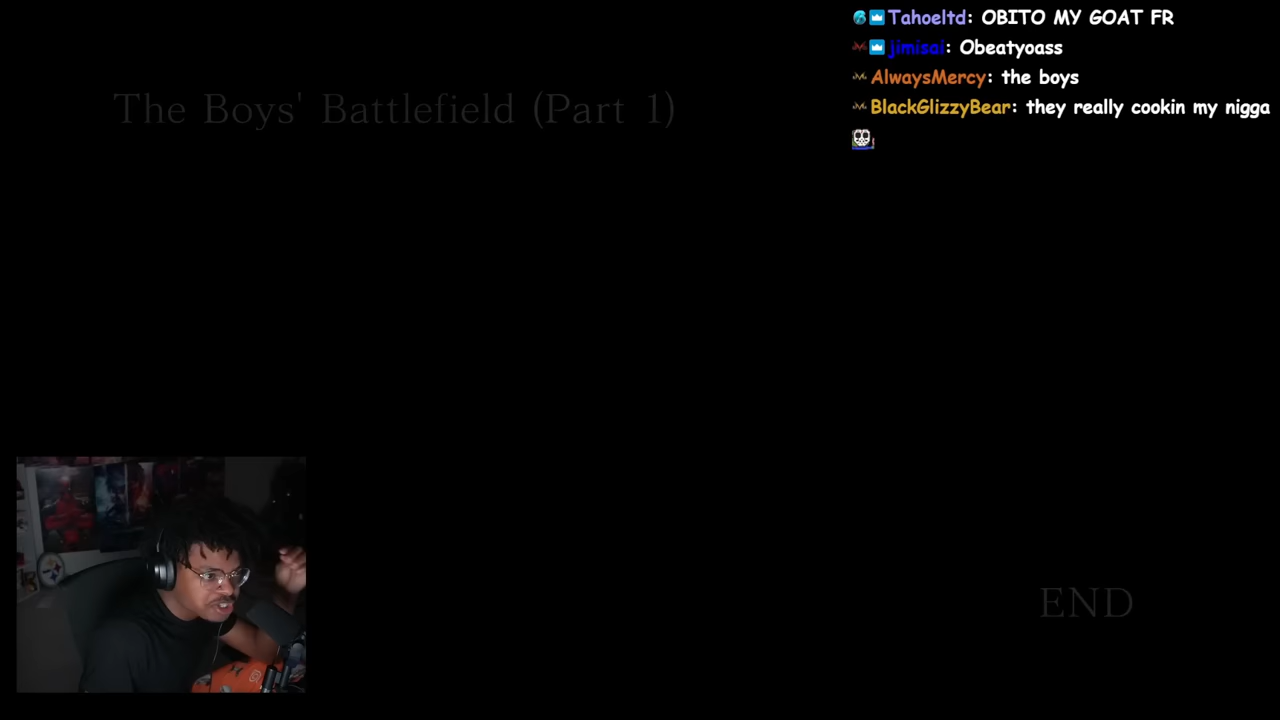 Tahoeltd: OBITO MY GOAT FR
jimisai: Obeatyoass
AlwaysMercy: the boys
BlackGlizzyBear: they really cookin my nigga
The Boys' Battlefield (Part 1)
END